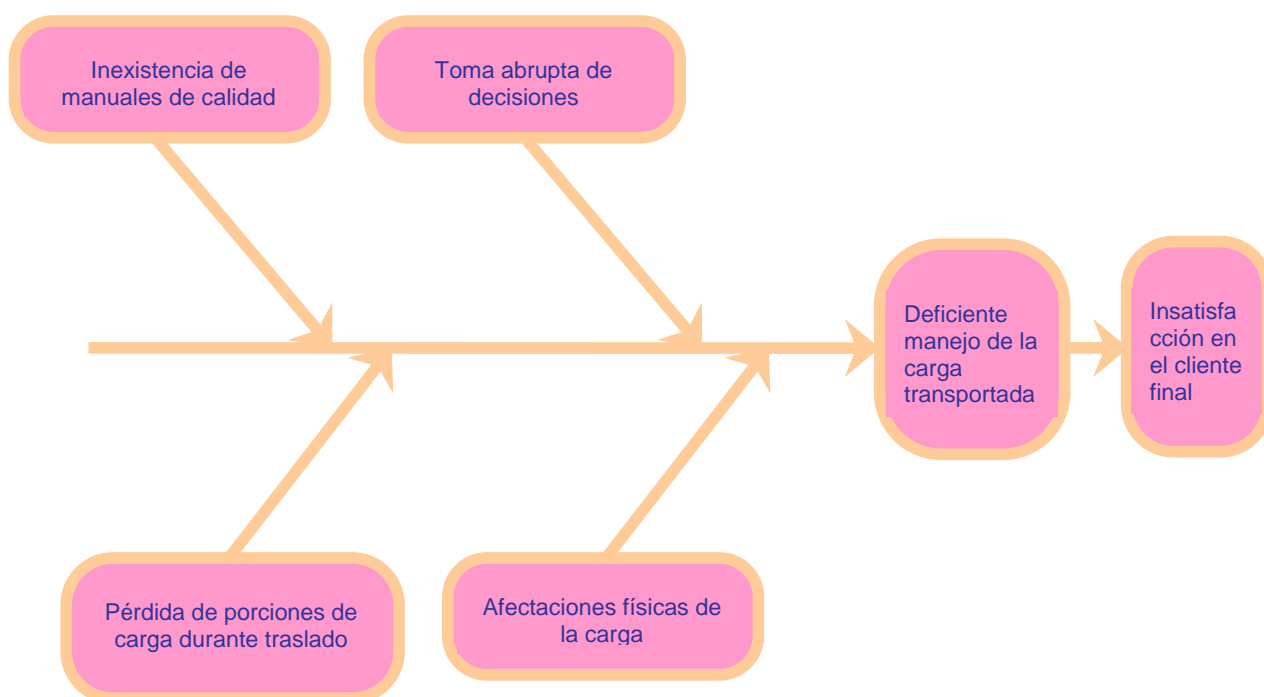 Inexistencia de
manuales de calidad
Toma abrupta de
decisiones
Deficiente
manejo de la
carga
transportada
Insatisfa
cción en
el cliente
final
Pérdida de porciones de
carga durante traslado
Afectaciones físicas de
la carga